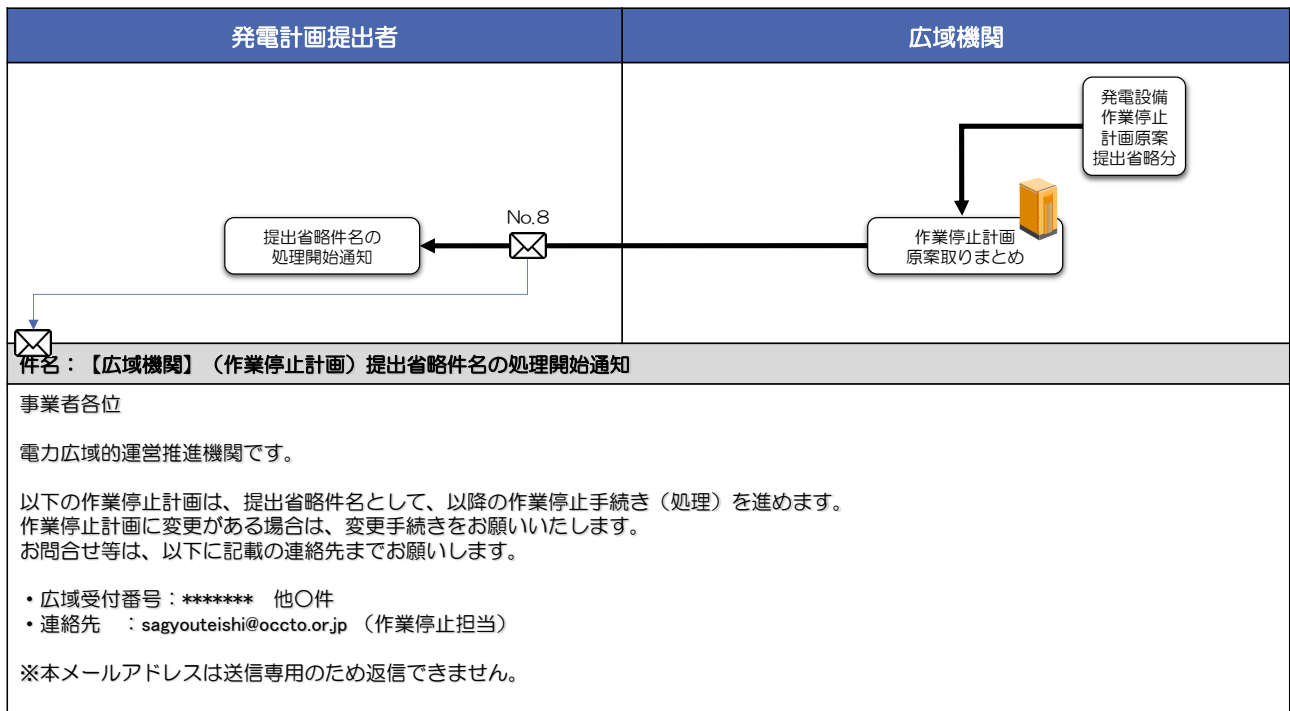 発電計画提出者
広域機関
発電設備
作業停止
計画原案
提出省略分
No.8
提出省略件名の
処理開始通知
作業停止計画
原案取りまとめ
件名：【広域機関】（作業停止計画）提出省略件名の処理開始通知
事業者各位
電力広域的運営推進機関です。
以下の作業停止計画は、提出省略件名として、以降の作業停止手続き（処理）を進めます。
作業停止計画に変更がある場合は、変更手続きをお願いいたします。
お問合せ等は、以下に記載の連絡先までお願いします。
・広域受付番号：*******　他〇件
・連絡先　：sagyouteishi@occto.or.jp （作業停止担当）
※本メールアドレスは送信専用のため返信できません。